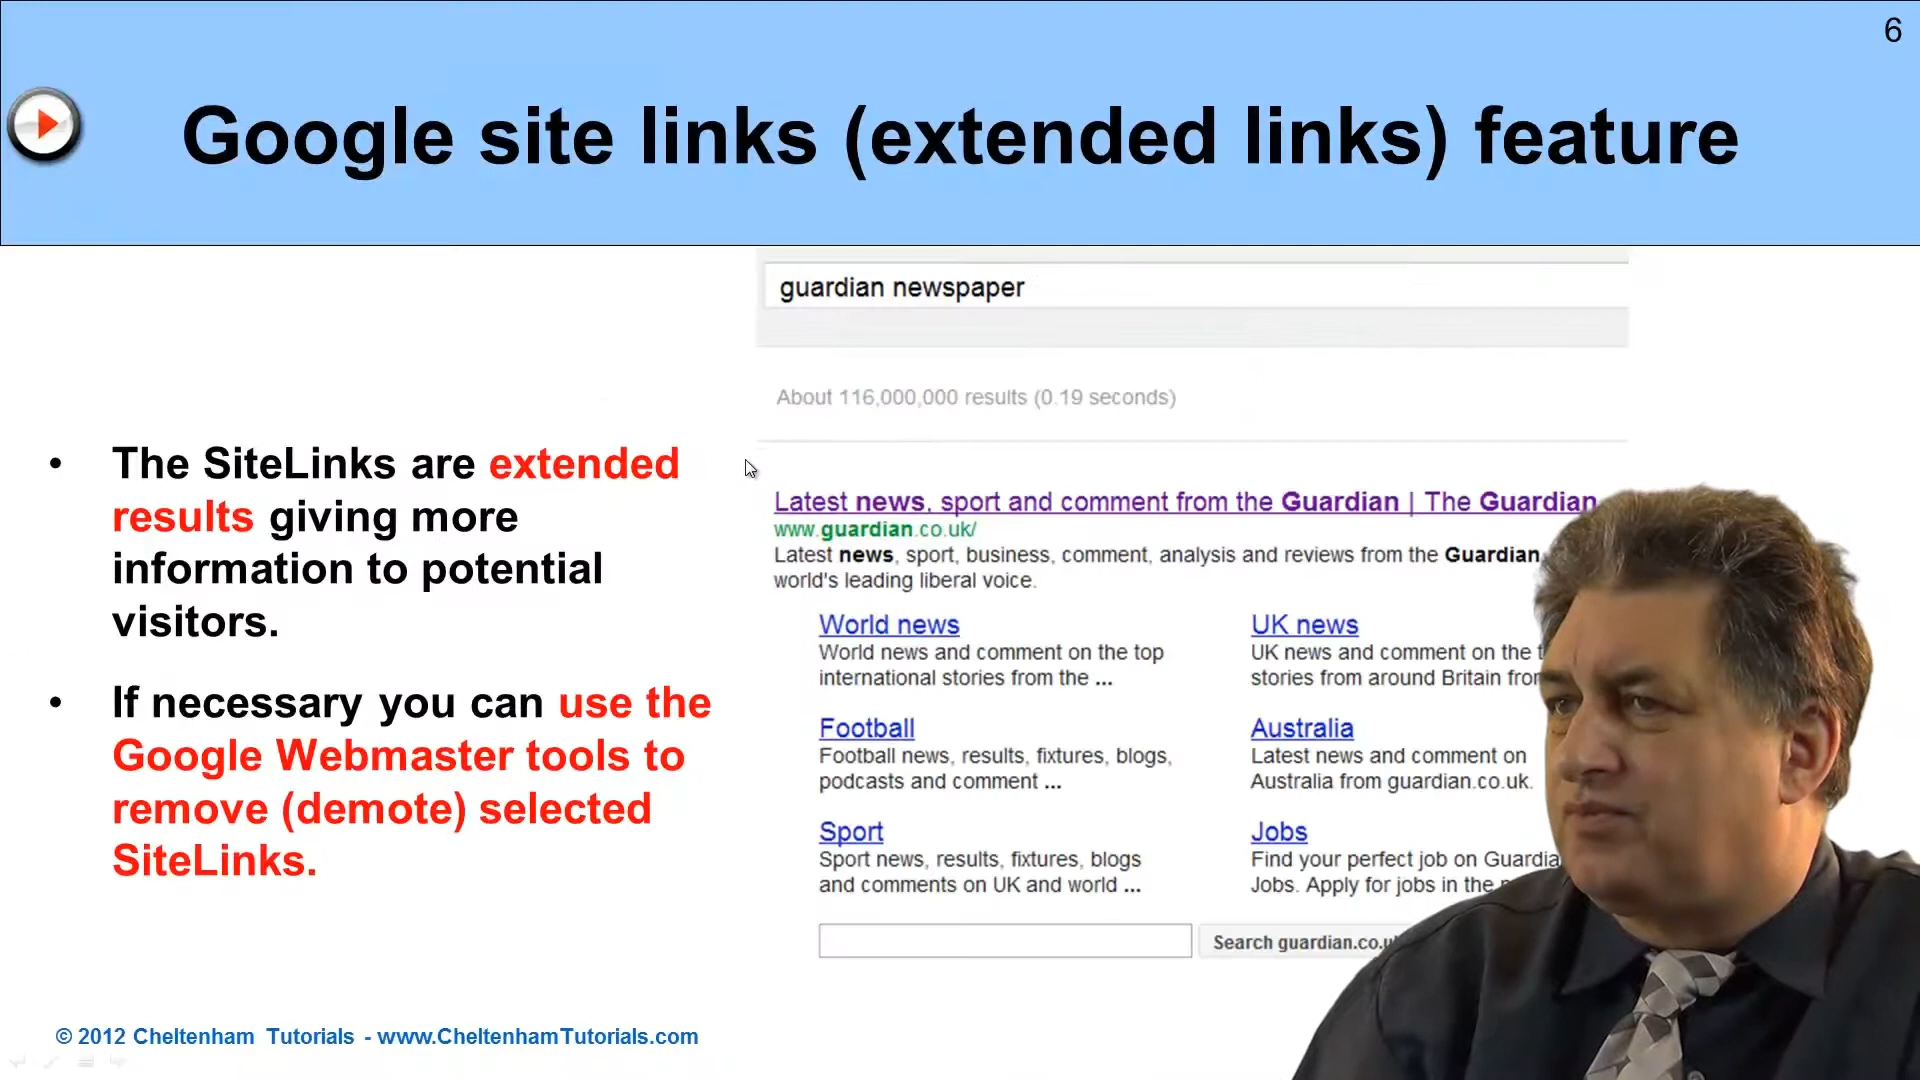 6
Google site links (extended links) feature
• The SiteLinks are extended
results giving more
information to potential
visitors.
• If necessary you can use the
Google Webmaster tools to
remove (demote) selected
SiteLinks.
guardian newspaper
About 116,000,000 results (0.19 seconds)
Latest news, sport and comment from the Guardian | The Guardian
www.guardian.co.uk/
Latest news, sport, business, comment, analysis and reviews from the Guardian,
world's leading liberal voice.
World news
World news and comment on the top
international stories from the ...
UK news
UK news and comment on the
stories from around Britain
Football
Football news, results, fixtures, blogs,
podcasts and comment ...
Australia
Latest news and comment on
Australia from guardian.co.uk.
Sport
Sport news, results, fixtures, blogs
and comments on UK and world ...
Jobs
Find your perfect job on
Jobs. Apply for jobs in the
Search guardian.co.uk
© 2012 Cheltenham Tutorials - www.CheltenhamTutorials.com